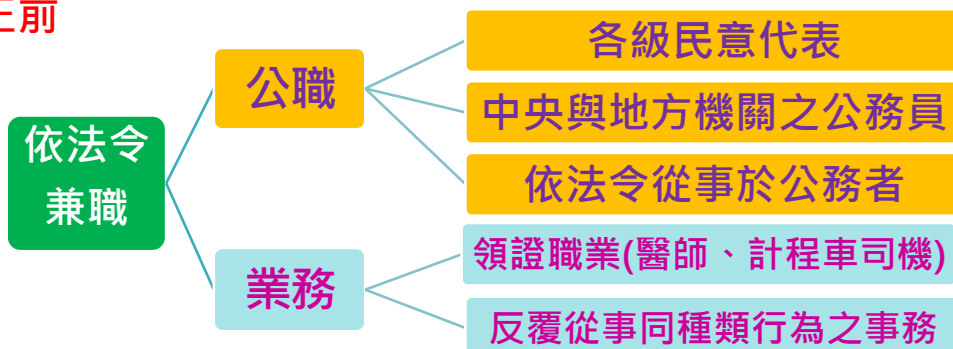 正前
依法令
兼職
公職
各級民意代表
中央與地方機關之公務員
依法令從事於公務者
業務
領證職業(醫師、計程車司機)
反覆從事同種類行為之事務